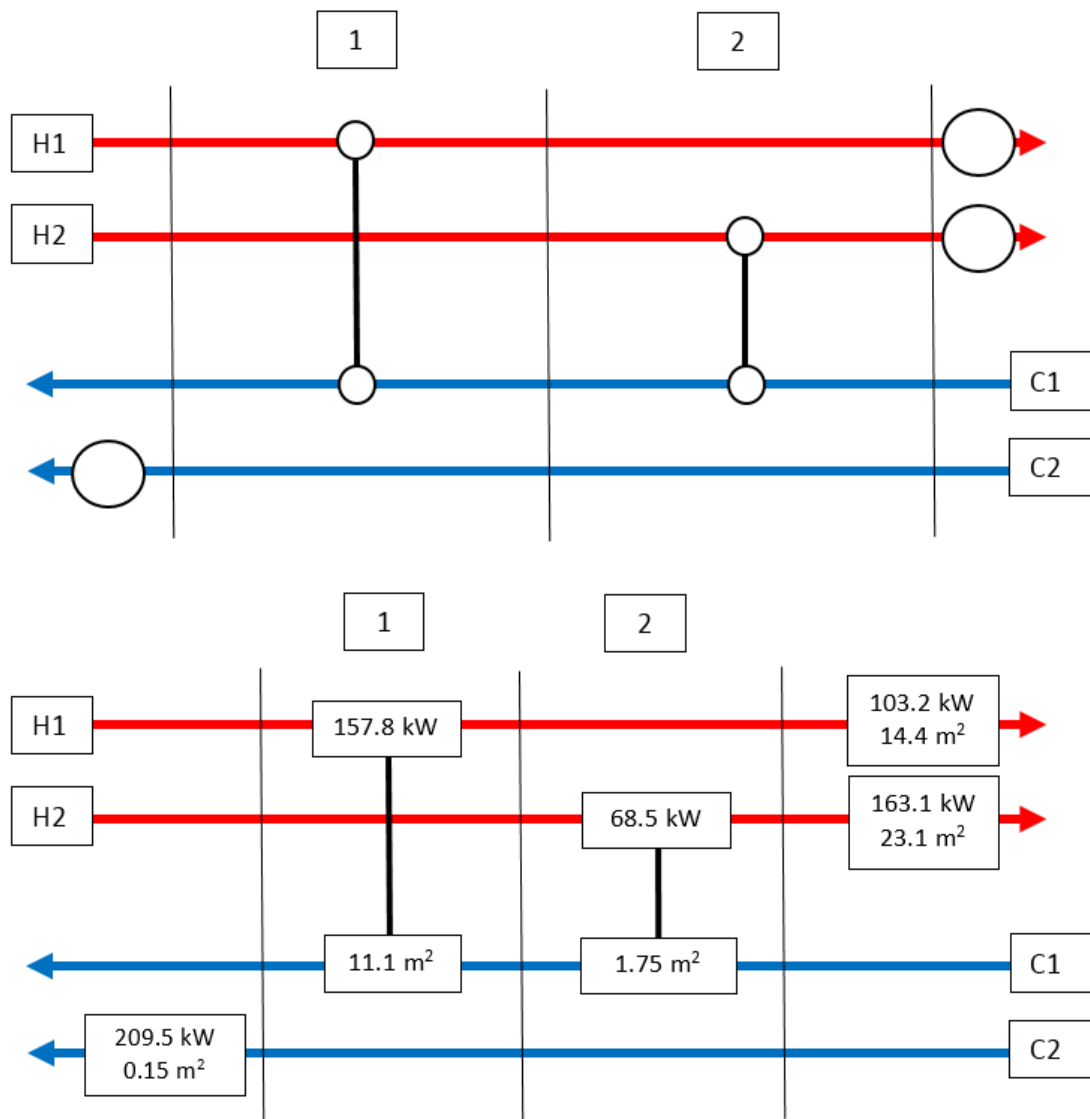 1
2
H1
H2
C1
C2
1
2
H1
157.8 kW
103.2 kW
14.4 m²
H2
68.5 kW
163.1 kW
23.1 m²
11.1 m²
1.75 m²
C1
209.5 kW
0.15 m²
C2